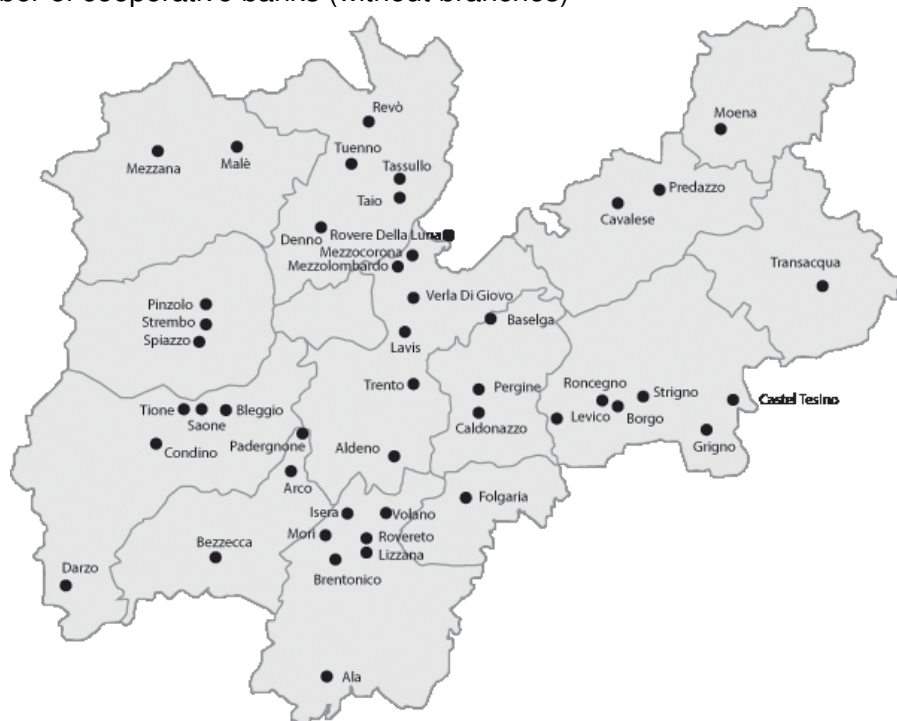 ber of cooperative banks (without branches)
Moena
Revò
Tuenno
Mezzana
Malè
Tassullo
Predazzo
Taio
Cavalese
Denno
Rovere Della Luna
Mezzocorona
Mezzolombardo
Transacqua
Pinzolo
Verla Di Giovo
Strembo
Baselga
Spiazzo
Lavis
Trento
Pergine
Roncegno
Strigno
Castel Tesino
Tione
Bleggio
Saone
Caldonazzo
Levico
Borgo
Condino
Padergnone
Aldeno
Grigno
Arco
Folgaria
Isera
Volano
Mori
Rovereto
Bezzecca
Lizzana
Darzo
Brentonico
Ala